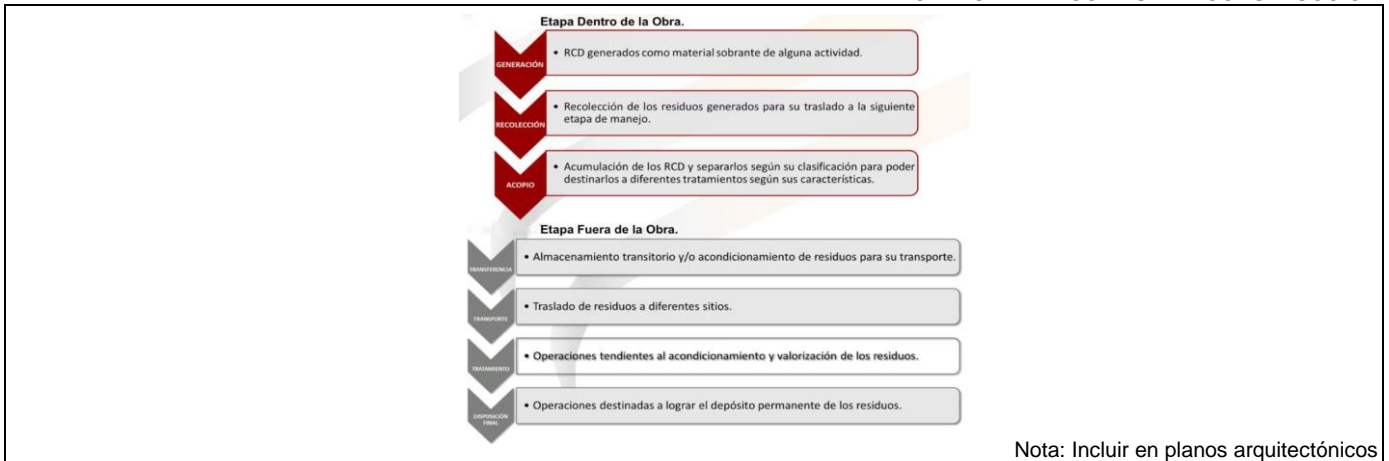 Etapa Dentro de la Obra.
GENERACIÓN
• RCD generados como material sobrante de alguna actividad.
RECOLECCIÓN
• Recolección de los residuos generados para su traslado a la siguiente
etapa de manejo.
ACOPIO
• Acumulación de los RCD y separarlos según su clasificación para poder
destinarlos a diferentes tratamientos según sus características.
Etapa Fuera de la Obra.
TRANSFERENCIA
• Almacenamiento transitorio y/o acondicionamiento de residuos para su transporte.
TRANSPORTE
• Traslado de residuos a diferentes sitios.
TRATAMIENTO
• Operaciones tendientes al acondicionamiento y valorización de los residuos.
DISPOSICIÓN
FINAL
• Operaciones destinadas a lograr el depósito permanente de los residuos.
Nota: Incluir en planos arquitectónicos